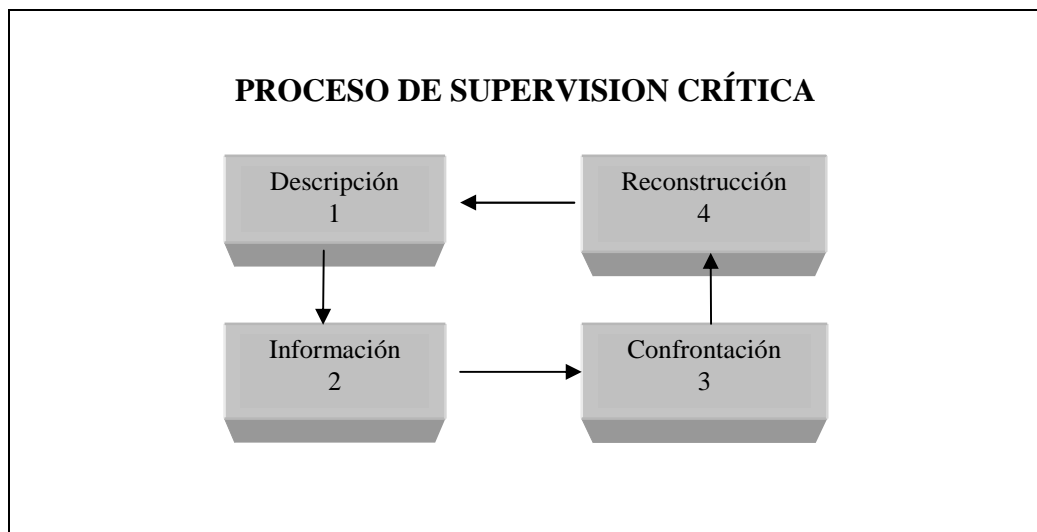 PROCESO DE SUPERVISION CRÍTICA
Descripción
1
Reconstrucción
4
Información
2
Confrontación
3